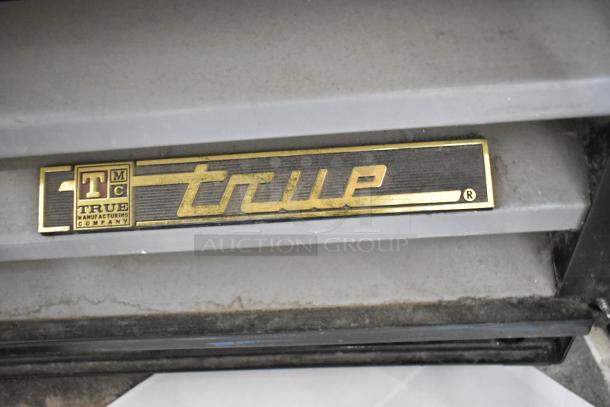 T M C
TRUE
MANUFACTURING
COMPANY
true ®
AUCTION GROUP